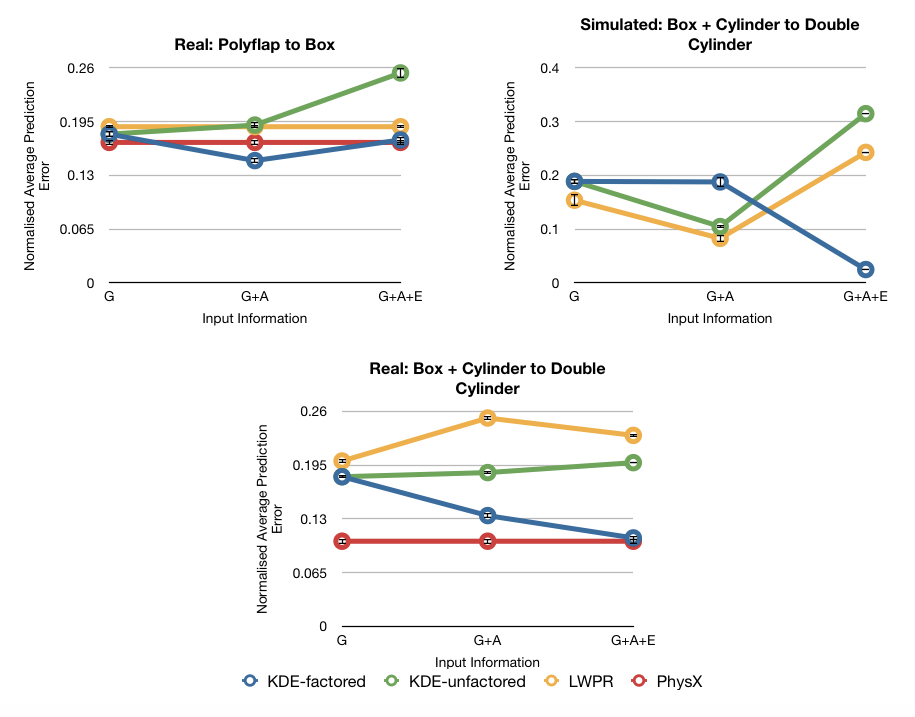 Real: Polyflap to Box
0.26
0.195
0.13
0.065
0
Normalised Average Prediction
Error
G
G+A
G+A+E
Input Information
Simulated: Box + Cylinder to Double
Cylinder
0.4
0.3
0.2
0.1
0
Normalised Average Prediction
Error
G
G+A
G+A+E
Input Information
Real: Box + Cylinder to Double
Cylinder
0.26
0.195
0.13
0.065
0
Normalised Average Prediction
Error
G
G+A
G+A+E
Input Information
KDE-factored
KDE-unfactored
LWPR
PhysX